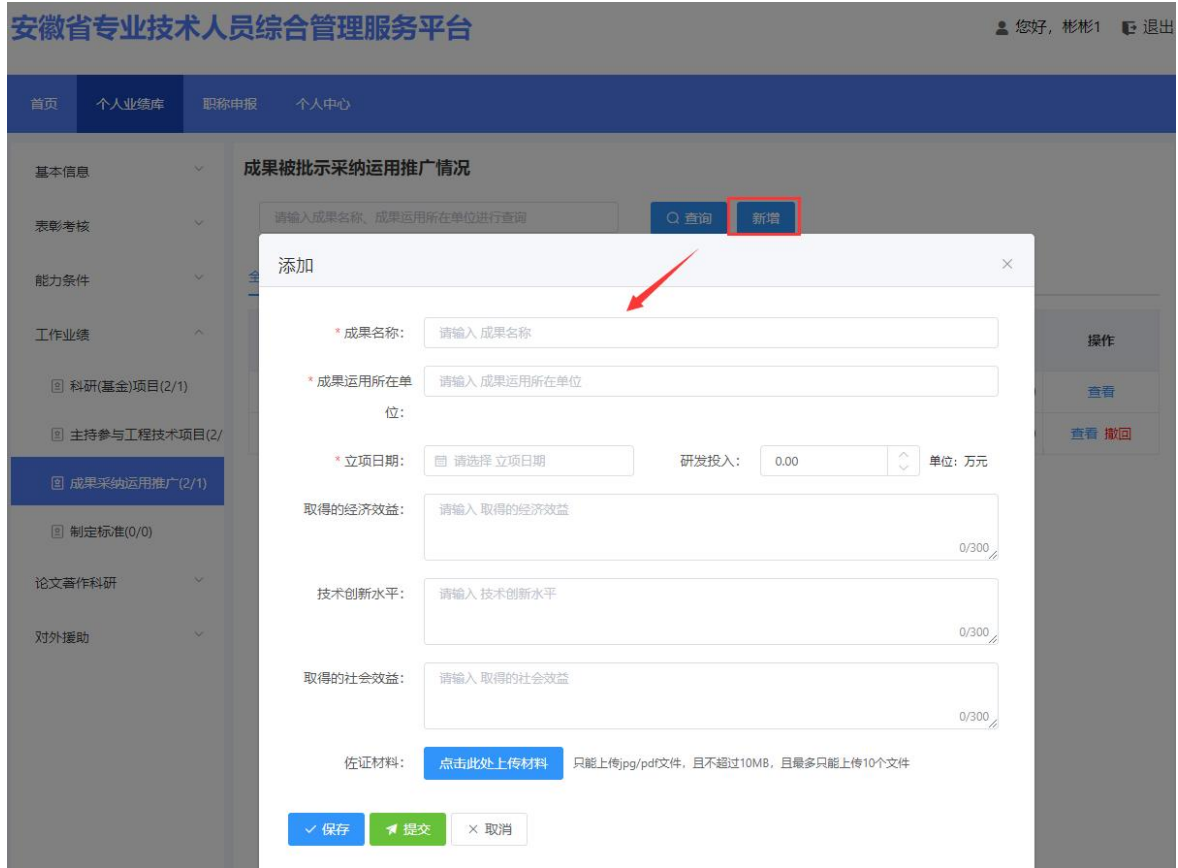 安徽省专业技术人员综合管理服务平台
您好，彬彬1 退出
首页 个人业绩库 职称申报 个人中心
基本信息
表彰考核
能力条件
工作业绩
科研(基金)项目(2/1)
主持参与工程技术项目(2/
成果采纳运用推广(2/1)
制定标准(0/0)
论文著作科研
对外援助
成果被批示采纳运用推广情况
请输入成果名称、成果运用所在单位进行查询
查询 新增
全
操作
查看
查看 撤回
添加
* 成果名称： 请输入 成果名称
* 成果运用所在单 请输入 成果运用所在单位
位：
* 立项日期： 请选择 立项日期 研发投入： 0.00 单位：万元
取得的经济效益： 请输入 取得的经济效益
0/300
技术创新水平： 请输入 技术创新水平
0/300
取得的社会效益： 请输入 取得的社会效益
0/300
佐证材料： 点击此处上传材料 只能上传jpg/pdf文件，且不超过10MB，且最多只能上传10个文件
保存 提交 取消